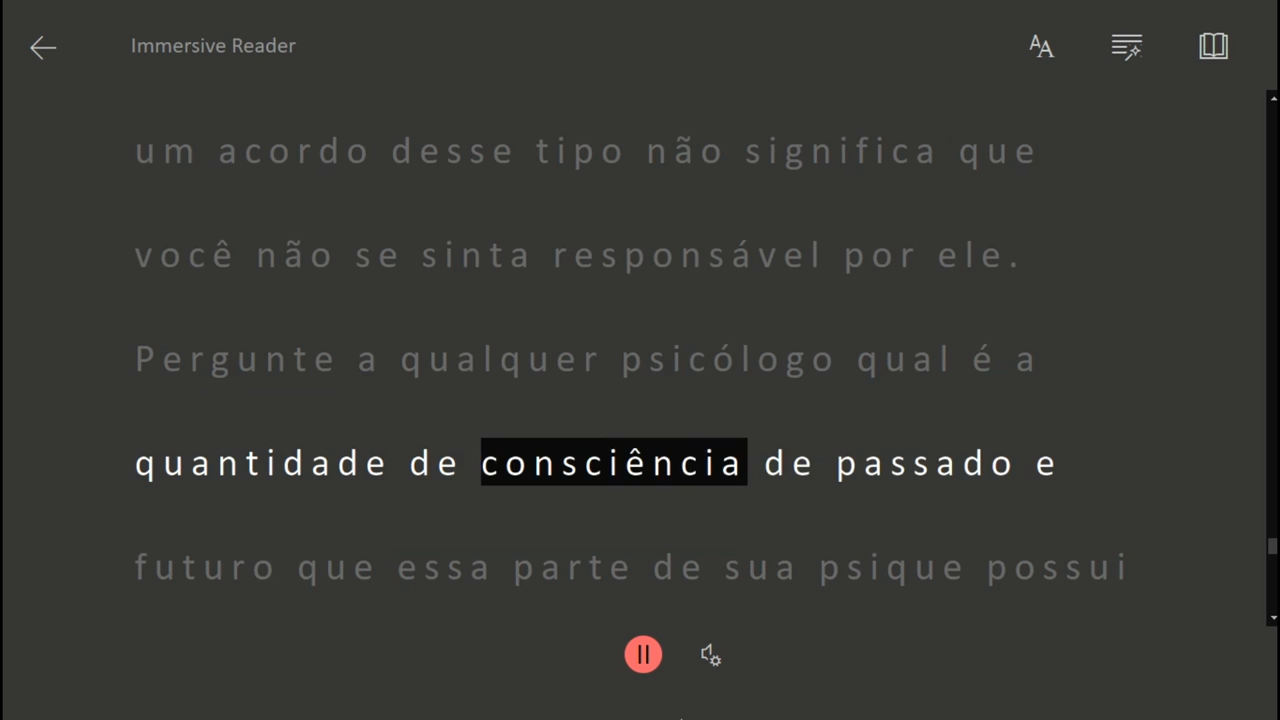 Immersive Reader
um acordo desse tipo não significa que
você não se sinta responsável por ele.
Pergunte a qualquer psicólogo qual é a
quantidade de consciência de passado e
futuro que essa parte de sua psique possui